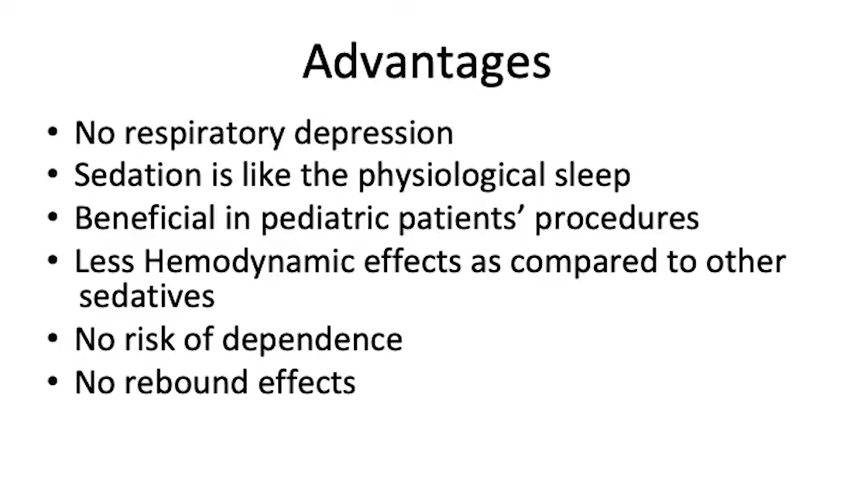 Advantages
• No respiratory depression
• Sedation is like the physiological sleep
• Beneficial in pediatric patients’ procedures
• Less Hemodynamic effects as compared to other
sedatives
• No risk of dependence
• No rebound effects